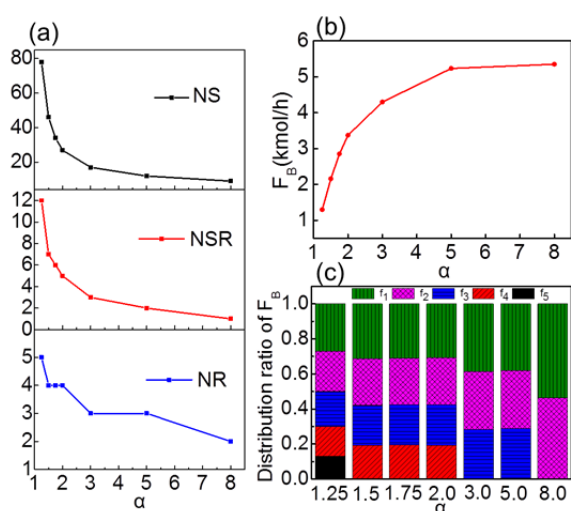 (a)
80
60
40
20
NS
12
10
8
6
4
2
0
NSR
5
4
3
2
1
NR
1 2 3 4 5 6 7 8
α
(b)
6
5
4
3
2
1
F_B(kmol/h)
1 2 3 4 5 6 7 8
α
(c)
f₁ f₂ f₃ f₄ f₅
1.0
0.8
0.6
0.4
0.2
0.0
Distribution ratio of F_B
1.25 1.5 1.75 2.0 3.0 5.0 8.0
α